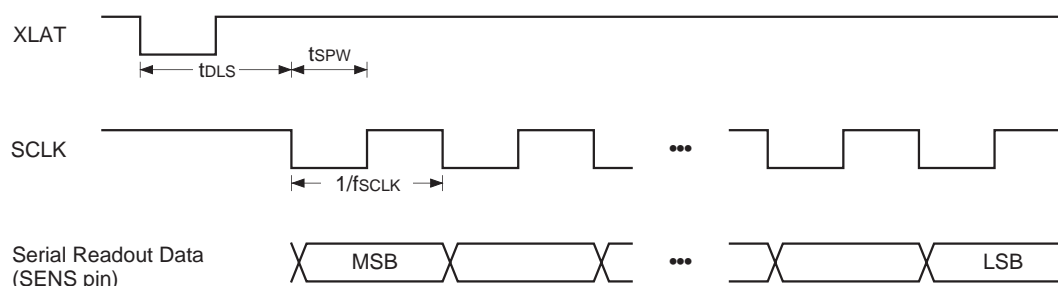 XLAT
tDLS
tSPW
SCLK
•••
1/fSCLK
Serial Readout Data
(SENS pin)
MSB
•••
LSB